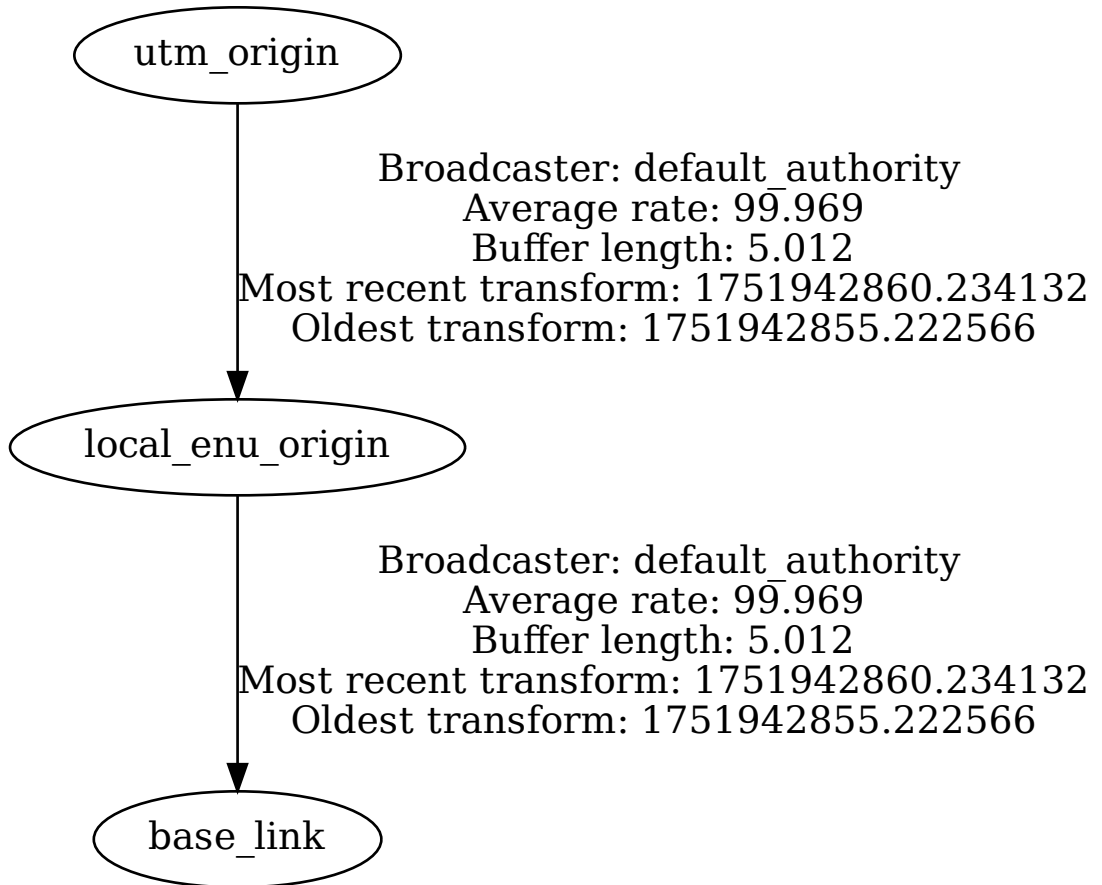 utm_origin
Broadcaster: default_authority
Average rate: 99.969
Buffer length: 5.012
Most recent transform: 1751942860.234132
Oldest transform: 1751942855.222566
local_enu_origin
Broadcaster: default_authority
Average rate: 99.969
Buffer length: 5.012
Most recent transform: 1751942860.234132
Oldest transform: 1751942855.222566
base_link